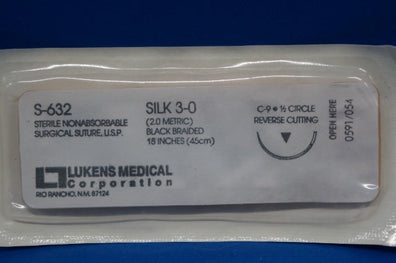 S-632
STERILE NONABSORBABLE
SURGICAL SUTURE, U.S.P.
SILK 3-0
(2.0 METRIC)
BLACK BRAIDED
18 INCHES (45cm)
C-9 • ½ CIRCLE
REVERSE CUTTING
OPEN HERE
0591/054
LUKENS MEDICAL
Corporation
RIO RANCHO, N.M. 87124